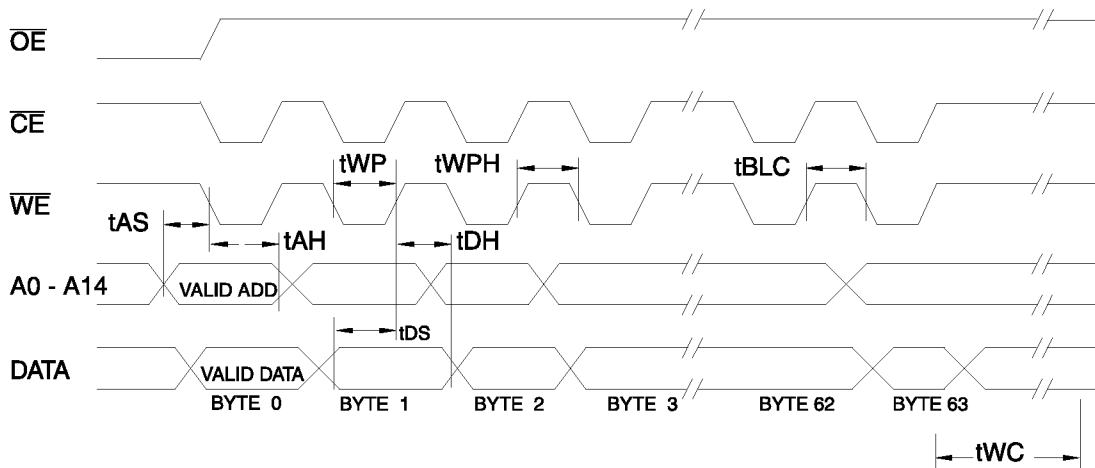 OE
CE
tWP tWPH tBLC
WE
tAS tAH tDH
A0 - A14 VALID ADD
tDS
DATA VALID DATA
BYTE 0 BYTE 1 BYTE 2 BYTE 3 BYTE 62 BYTE 63
tWC